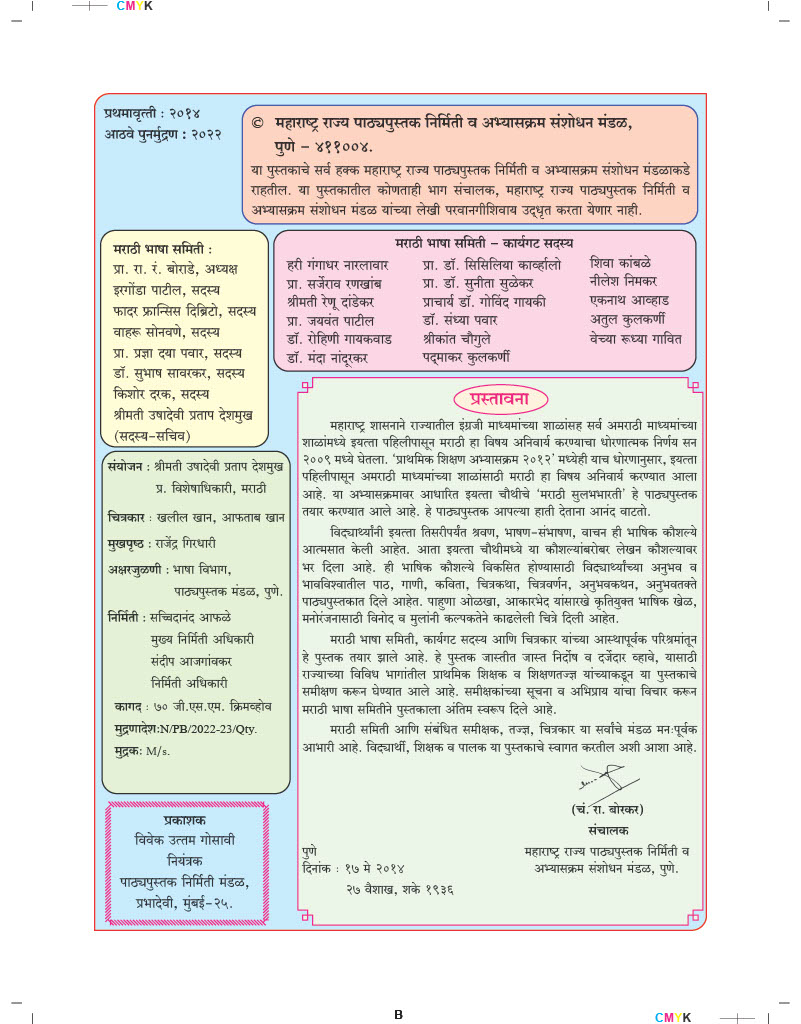 CMYK
प्रथमावृत्ती : २०१४
आठवे पुनर्मुद्रण : २०२२
© महाराष्ट्र राज्य पाठ्यपुस्तक निर्मिती व अभ्यासक्रम संशोधन मंडळ,
पुणे – ४११००४.
या पुस्तकाचे सर्व हक्क महाराष्ट्र राज्य पाठ्यपुस्तक निर्मिती व अभ्यासक्रम संशोधन मंडळाकडे
राहतील. या पुस्तकातील कोणताही भाग संचालक, महाराष्ट्र राज्य पाठ्यपुस्तक निर्मिती व
अभ्यासक्रम संशोधन मंडळ यांच्या लेखी परवानगीशिवाय उद्धृत करता येणार नाही.
मराठी भाषा समिती :
प्रा. रा. रं. बोराडे, अध्यक्ष
इरगोंडा पाटील, सदस्य
फादर फ्रान्सिस दिब्रिटो, सदस्य
वाहरू सोनवणे, सदस्य
प्रा. प्रज्ञा दया पवार, सदस्य
डॉ. सुभाष सावरकर, सदस्य
किशोर दरक, सदस्य
श्रीमती उषादेवी प्रताप देशमुख
(सदस्य-सचिव)
मराठी भाषा समिती – कार्यगट सदस्य
हरी गंगाधर नारलावार
प्रा. सर्जेराव रणखांब
श्रीमती रेणू दांडेकर
प्रा. जयवंत पाटील
डॉ. रोहिणी गायकवाड
डॉ. मंदा नांदूरकर
प्रा. डॉ. सिसिलिया कार्व्हालो
प्रा. डॉ. सुनीता सुळेकर
प्राचार्य डॉ. गोविंद गायकी
डॉ. संध्या पवार
श्रीकांत चौगुले
पद्माकर कुलकर्णी
शिवा कांबळे
नीलेश निमकर
एकनाथ आव्हाड
अतुल कुलकर्णी
वेच्या रूध्या गावित
संयोजन : श्रीमती उषादेवी प्रताप देशमुख
प्र. विशेषाधिकारी, मराठी
चित्रकार : खलील खान, आफताब खान
मुखपृष्ठ : राजेंद्र गिरधारी
अक्षरजुळणी : भाषा विभाग,
पाठ्यपुस्तक मंडळ, पुणे.
निर्मिती : सच्चिदानंद आफळे
मुख्य निर्मिती अधिकारी
संदीप आजगांवकर
निर्मिती अधिकारी
कागद : ७० जी.एस.एम. क्रिमव्होव
मुद्रणादेश:N/PB/2022-23/Qty.
मुद्रक: M/s.
प्रकाशक
विवेक उत्तम गोसावी
नियंत्रक
पाठ्यपुस्तक निर्मिती मंडळ,
प्रभादेवी, मुंबई-२५.
प्रस्तावना
महाराष्ट्र शासनाने राज्यातील इंग्रजी माध्यमांच्या शाळांसह सर्व अमराठी माध्यमांच्या
शाळांमध्ये इयत्ता पहिलीपासून मराठी हा विषय अनिवार्य करण्याचा धोरणात्मक निर्णय सन
२००९ मध्ये घेतला. ‘प्राथमिक शिक्षण अभ्यासक्रम २०१२’ मध्येही याच धोरणानुसार, इयत्ता
पहिलीपासून अमराठी माध्यमांच्या शाळांसाठी मराठी हा विषय अनिवार्य करण्यात आला
आहे. या अभ्यासक्रमावर आधारित इयत्ता चौथीचे ‘मराठी सुलभभारती’ हे पाठ्यपुस्तक
तयार करण्यात आले आहे. हे पाठ्यपुस्तक आपल्या हाती देताना आनंद वाटतो.
विद्यार्थ्यांनी इयत्ता तिसरीपर्यंत श्रवण, भाषण-संभाषण, वाचन ही भाषिक कौशल्ये
आत्मसात केली आहेत. आता इयत्ता चौथीमध्ये या कौशल्यांबरोबर लेखन कौशल्यावर
भर दिला आहे. ही भाषिक कौशल्ये विकसित होण्यासाठी विद्यार्थ्यांच्या अनुभव व
भावविश्वातील पाठ, गाणी, कविता, चित्रकथा, चित्रवर्णन, अनुभवकथन, अनुभवतक्ते
पाठ्यपुस्तकात दिले आहेत. पाहुणा ओळखा, आकारभेद यांसारखे कृतियुक्त भाषिक खेळ,
मनोरंजनासाठी विनोद व मुलांनी कल्पकतेने काढलेली चित्रे दिली आहेत.
मराठी भाषा समिती, कार्यगट सदस्य आणि चित्रकार यांच्या आस्थापूर्वक परिश्रमांतून
हे पुस्तक तयार झाले आहे. हे पुस्तक जास्तीत जास्त निर्दोष व दर्जेदार व्हावे, यासाठी
राज्याच्या विविध भागांतील प्राथमिक शिक्षक व शिक्षणतज्ज्ञ यांच्याकडून या पुस्तकाचे
समीक्षण करून घेण्यात आले आहे. समीक्षकांच्या सूचना व अभिप्राय यांचा विचार करून
मराठी भाषा समितीने पुस्तकाला अंतिम स्वरूप दिले आहे.
मराठी समिती आणि संबंधित समीक्षक, तज्ज्ञ, चित्रकार या सर्वांचे मंडळ मनःपूर्वक
आभारी आहे. विद्यार्थी, शिक्षक व पालक या पुस्तकाचे स्वागत करतील अशी आशा आहे.
(चं. रा. बोरकर)
संचालक
महाराष्ट्र राज्य पाठ्यपुस्तक निर्मिती व
अभ्यासक्रम संशोधन मंडळ, पुणे.
पुणे
दिनांक : १७ मे २०१४
२७ वैशाख, शके १९३६
B
CMYK